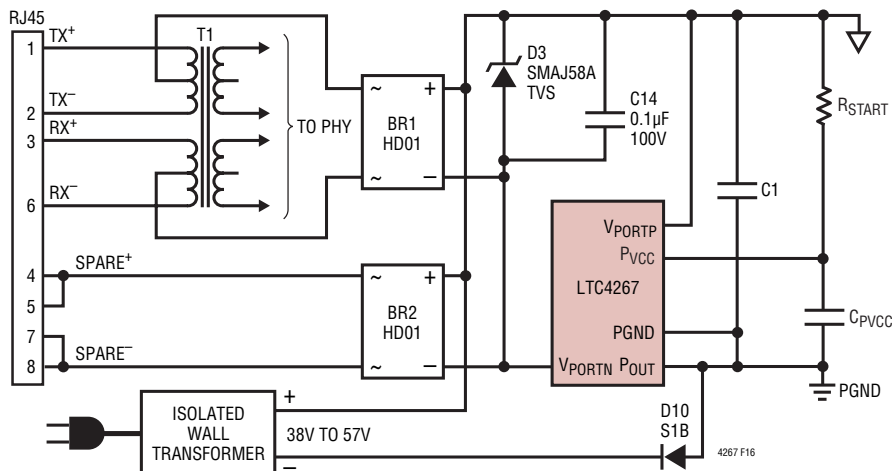 RJ45
1
TX+
2
TX−
3
RX+
6
RX−
4
SPARE+
5
7
8
SPARE−
T1
TO PHY
~
+
BR1
HD01
~
−
~
+
BR2
HD01
~
−
D3
SMAJ58A
TVS
C14
0.1µF
100V
RSTART
C1
VPORTP
PVCC
LTC4267
PGND
VPORTN POUT
CPVCC
PGND
ISOLATED
WALL
TRANSFORMER
+
38V TO 57V
−
D10
S1B
4267 F16